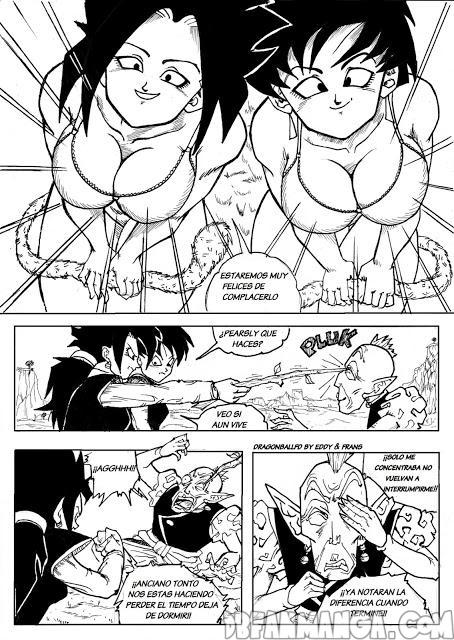 ESTAREMOS MUY
FELICES DE
COMPLACERLO
¿PEARSLY QUE
HACES?
PLUK
VEO SI
AUN VIVE
DRAGONBALLFD BY EDDY & FRANG
¡¡AGGHHH!!
¡¡ANCIANO TONTO
NOS ESTAS HACIENDO
PERDER EL TIEMPO DEJA
DE DORMIR!!
¡¡SOLO ME
CONCENTRABA NO
VUELVAN A
INTERRUMPIRME!!
¡¡YA NOTARAN LA
DIFERENCIA CUANDO
TERMINE!!
DBFANMANGA.COM